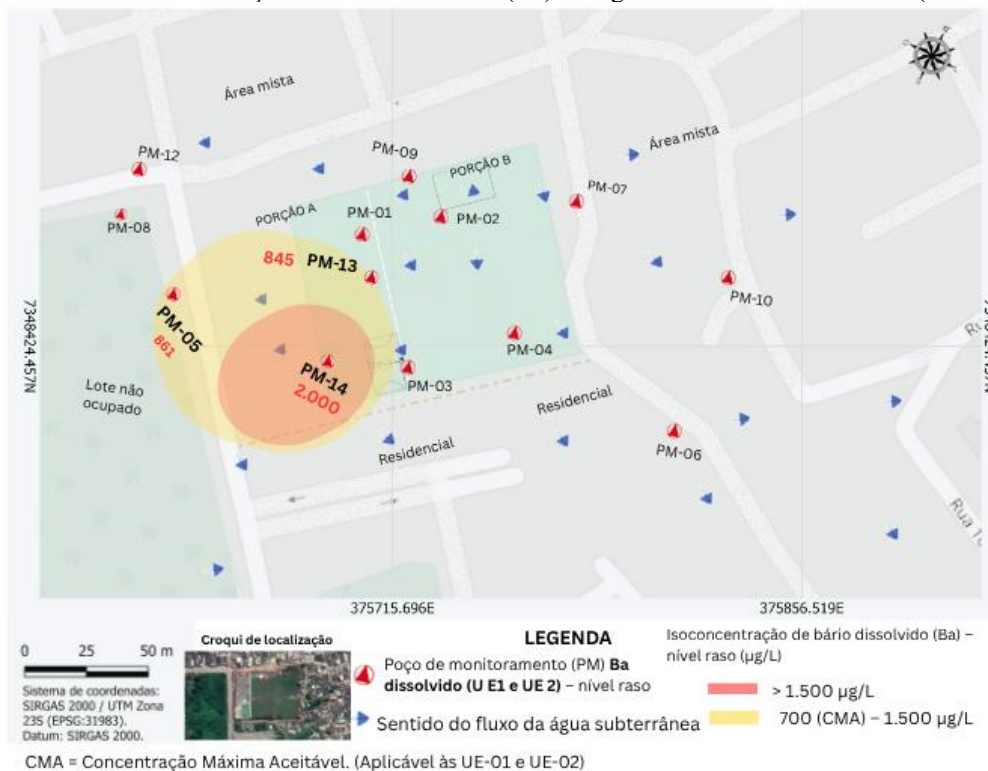 Área mista
PM-12
PM-09
Área mista
PORÇÃO B
PM-07
PORÇÃO A
PM-01
PM-02
PM-08
845 PM-13
PM-10
PM-05
861
PM-04
PM-14
2.000
PM-03
7348424.457N
Lote não
ocupado
Residencial
Residencial
PM-06
375715.696E
375856.519E
0 25 50 m
Sistema de coordenadas:
SIRGAS 2000 / UTM Zona
23S (EPSG:31983).
Datum: SIRGAS 2000.
Croqui de localização
LEGENDA
Poço de monitoramento (PM) Ba
dissolvido (U E1 e UE 2) – nível raso
Sentido do fluxo da água subterrânea
Isoconcentração de bário dissolvido (Ba) –
nível raso (µg/L)
> 1.500 µg/L
700 (CMA) – 1.500 µg/L
CMA = Concentração Máxima Aceitável. (Aplicável às UE-01 e UE-02)